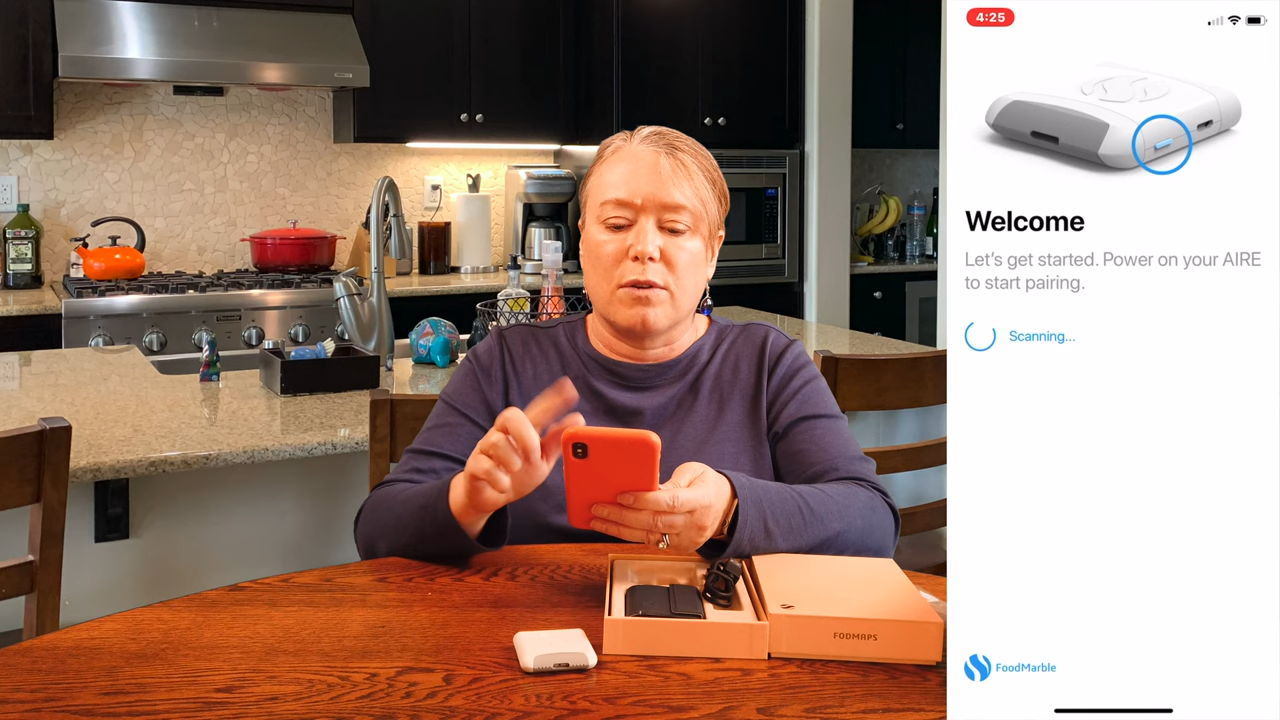 4:25
Welcome
Let's get started. Power on your AIRE
to start pairing.
Scanning...
FODMAPS
FoodMarble